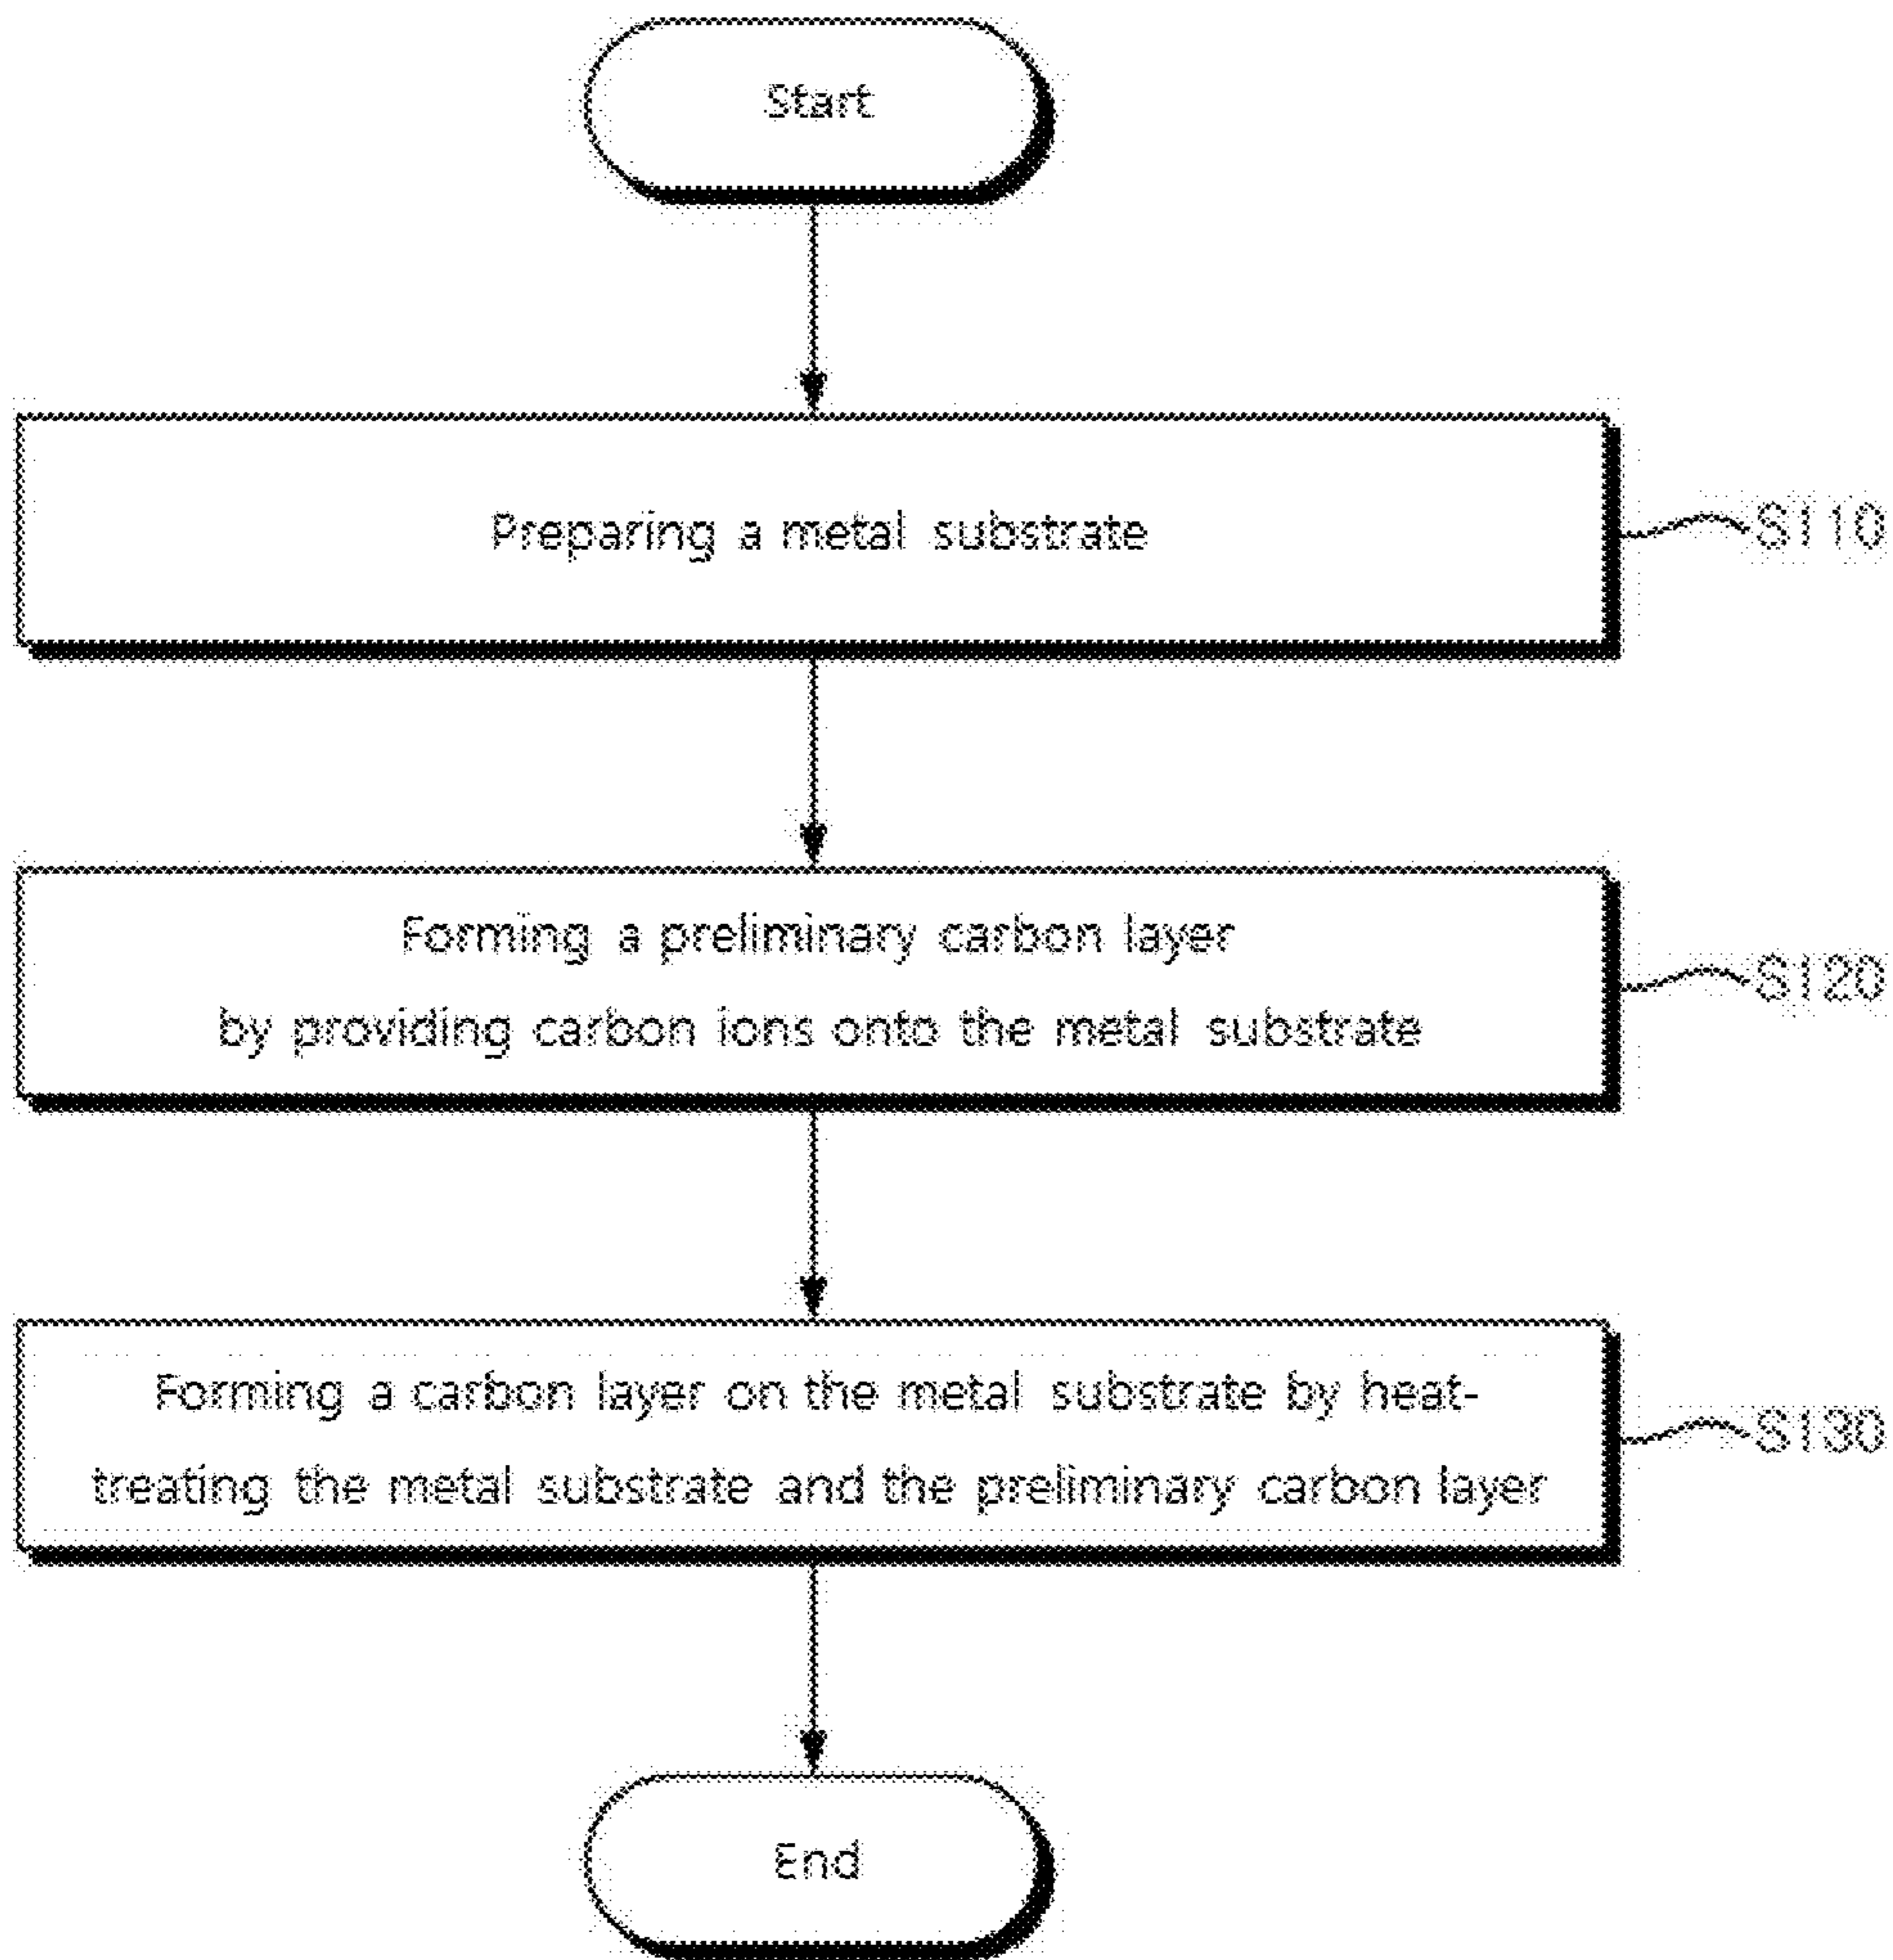 Start
Preparing a metal substrate
S110
Forming a preliminary carbon layer
by providing carbon ions onto the metal substrate
S120
Forming a carbon layer on the metal substrate by heat-
treating the metal substrate and the preliminary carbon layer
S130
End